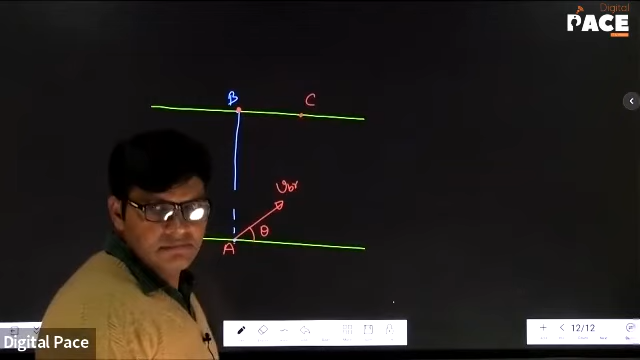 Digital
PACE
B
C
Vbr
θ
A
12/12
Digital Pace